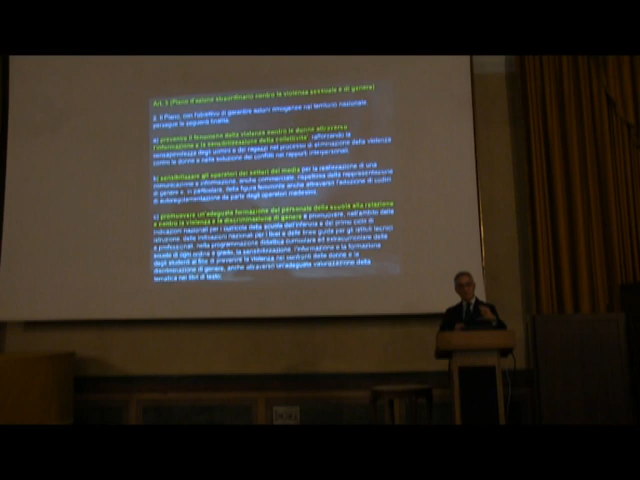 Art. 5 (Piano d'azione straordinario contro la violenza sessuale e di genere)
2. Il Piano, con l'obiettivo di garantire azioni omogenee nel territorio nazionale,
persegue le seguenti finalità:
a) prevenire il fenomeno della violenza contro le donne attraverso
l'informazione e la sensibilizzazione della collettività, rafforzando la
consapevolezza degli uomini e dei ragazzi nel processo di eliminazione della violenza
contro le donne e nella soluzione dei conflitti nei rapporti interpersonali;
b) sensibilizzare gli operatori dei settori dei media per la realizzazione di una
comunicazione e informazione, anche commerciale, rispettosa della rappresentazione
di genere e, in particolare, della figura femminile anche attraverso l'adozione di codici
di autoregolamentazione da parte degli operatori medesimi;
c) promuovere un'adeguata formazione del personale della scuola alla relazione
e contro la violenza e la discriminazione di genere e promuovere, nell'ambito delle
indicazioni nazionali per il curricolo della scuola dell'infanzia e del primo ciclo di
istruzione, delle indicazioni nazionali per i licei e delle linee guida per gli istituti tecnici
e professionali, nella programmazione didattica curricolare ed extracurricolare delle
scuole di ogni ordine e grado, la sensibilizzazione, l'informazione e la formazione
degli studenti al fine di prevenire la violenza nei confronti delle donne e la
discriminazione di genere, anche attraverso un'adeguata valorizzazione della
tematica nei libri di testo;